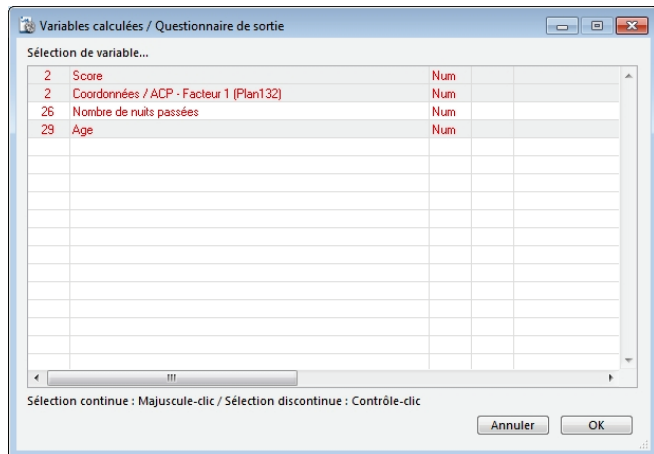 Variables calculées / Questionnaire de sortie
Sélection de variable...
2 Score Num
2 Coordonnées / ACP - Facteur 1 (Plan132) Num
26 Nombre de nuits passées Num
29 Age Num
Sélection continue : Majuscule-clic / Sélection discontinue : Contrôle-clic
Annuler OK